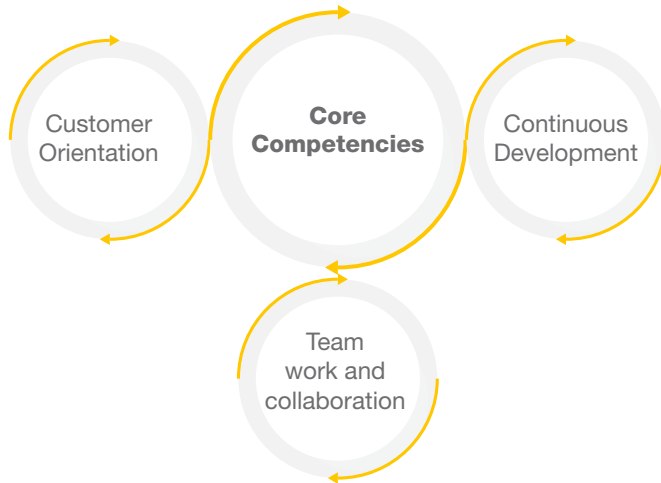 Customer
Orientation
Core
Competencies
Continuous
Development
Team
work and
collaboration